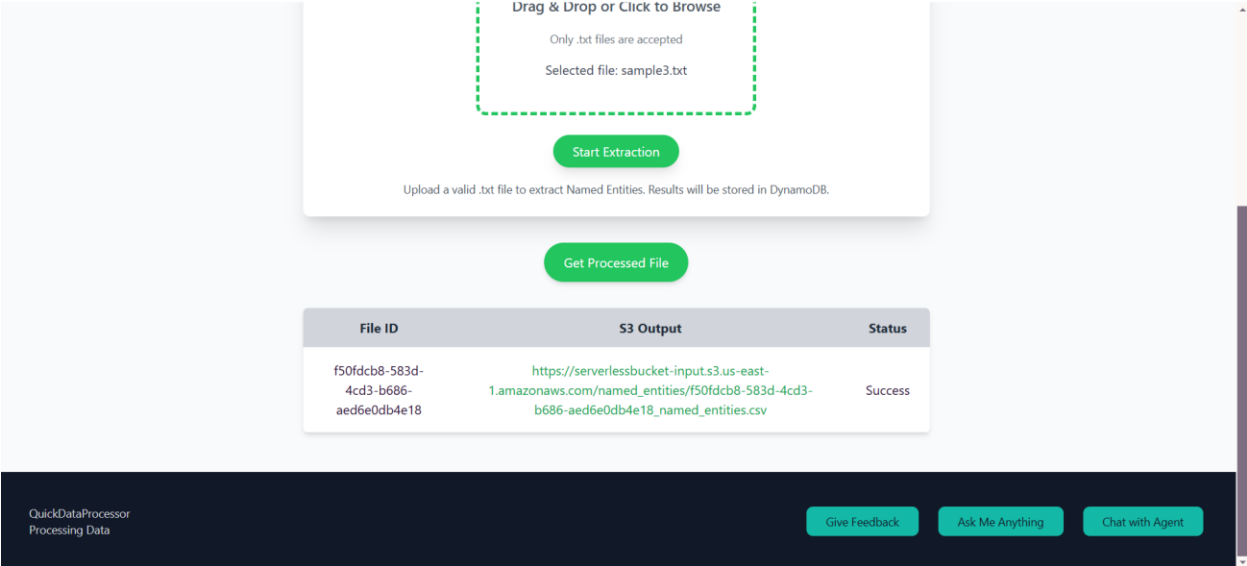 Drag & Drop or Click to Browse
Only .txt files are accepted
Selected file: sample3.txt
Start Extraction
Upload a valid .txt file to extract Named Entities. Results will be stored in DynamoDB.
Get Processed File
File ID
S3 Output
Status
f50fdcb8-583d-
4cd3-b686-
aed6e0db4e18
https://serverlessbucket-input.s3.us-east-
1.amazonaws.com/named_entities/f50fdcb8-583d-4cd3-
b686-aed6e0db4e18_named_entities.csv
Success
QuickDataProcessor
Processing Data
Give Feedback
Ask Me Anything
Chat with Agent